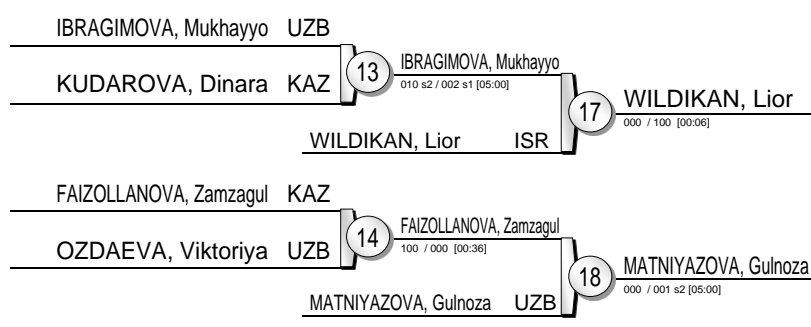 IBRAGIMOVA, Mukhayyo UZB
13
IBRAGIMOVA, Mukhayyo
010 s2 / 002 s1 [05:00]
KUDAROVA, Dinara KAZ
17
WILDIKAN, Lior
000 / 100 [00:06]
WILDIKAN, Lior ISR
FAIZOLLANOVA, Zamzagul KAZ
14
FAIZOLLANOVA, Zamzagul
100 / 000 [00:36]
OZDAEVA, Viktoriya UZB
18
MATNIYAZOVA, Gulnoza
000 / 001 s2 [05:00]
MATNIYAZOVA, Gulnoza UZB